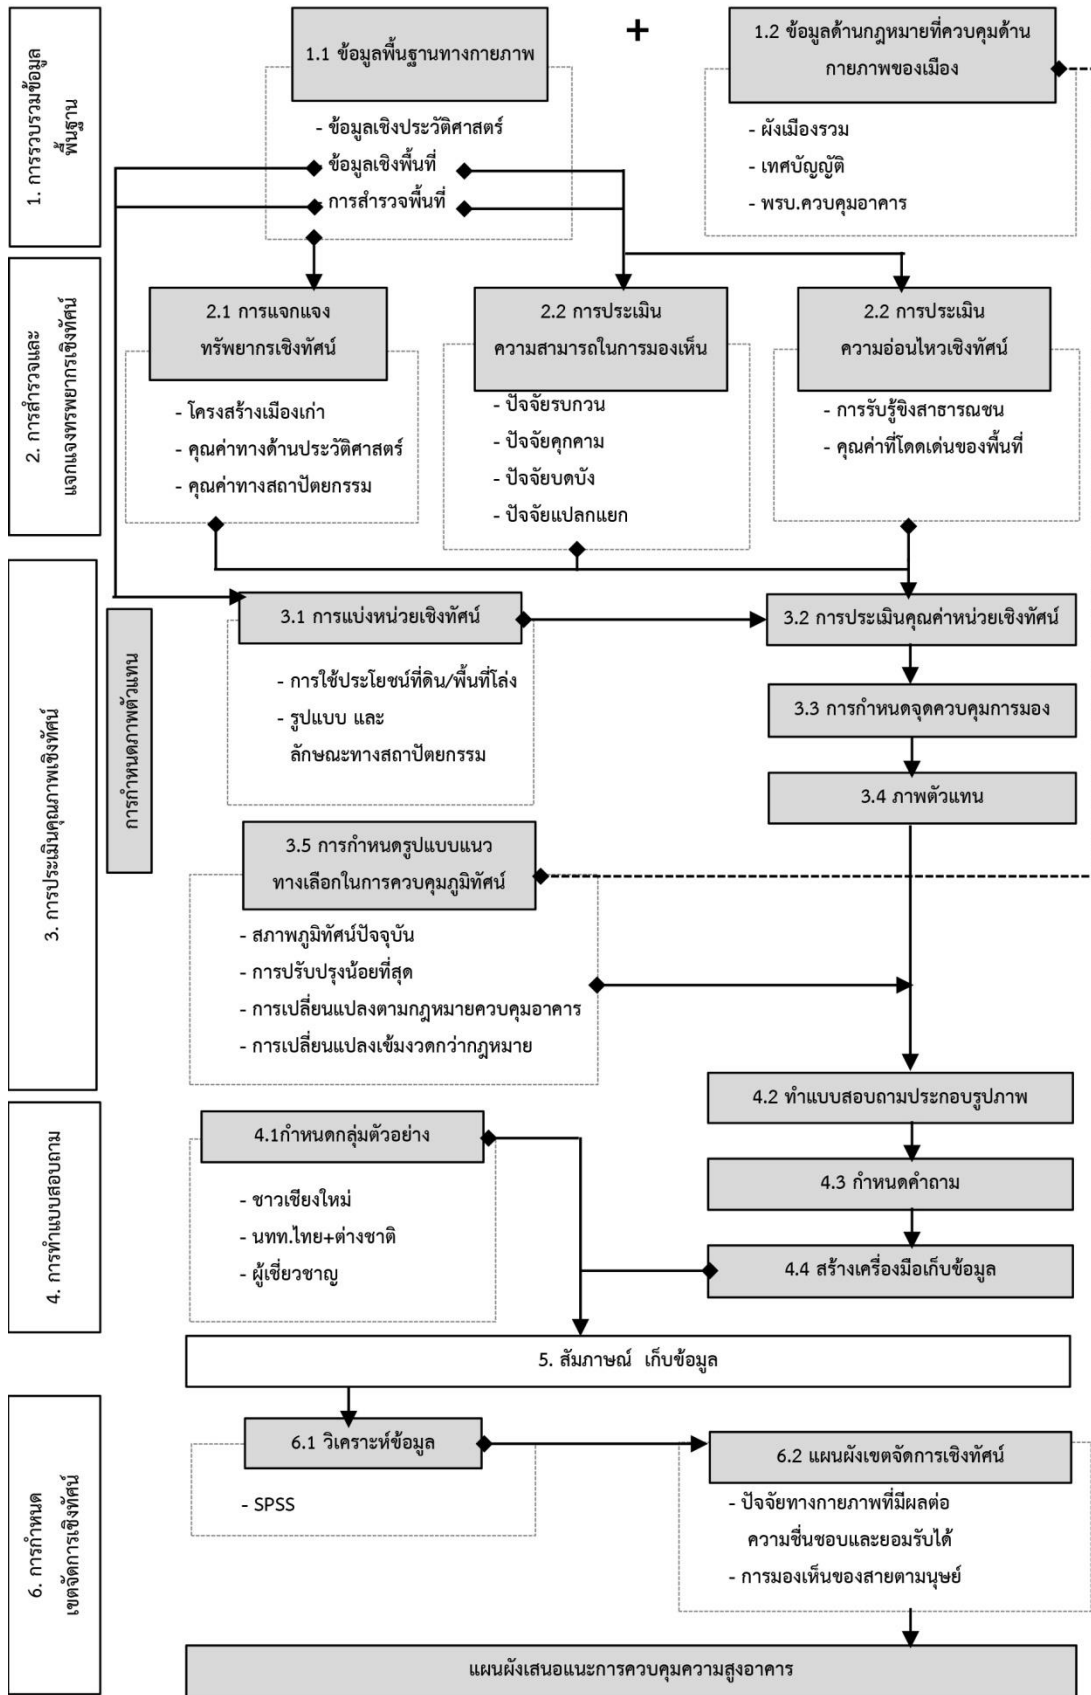 1. การรวบรวมข้อมูล
พื้นฐาน
1.1 ข้อมูลพื้นฐานทางกายภาพ
- ข้อมูลเชิงประวัติศาสตร์
- ข้อมูลเชิงพื้นที่
- การสำรวจพื้นที่
+
1.2 ข้อมูลด้านกฎหมายที่ควบคุมด้าน
กายภาพของเมือง
- ผังเมืองรวม
- เทศบัญญัติ
- พรบ.ควบคุมอาคาร
2. การสำรวจและ
แจกแจงทรัพยากรเชิงทัศน์
2.1 การแจกแจง
ทรัพยากรเชิงทัศน์
- โครงสร้างเมืองเก่า
- คุณค่าทางด้านประวัติศาสตร์
- คุณค่าทางสถาปัตยกรรม
2.2 การประเมิน
ความสามารถในการมองเห็น
- ปัจจัยรบกวน
- ปัจจัยคุกคาม
- ปัจจัยบดบัง
- ปัจจัยแปลกแยก
2.2 การประเมิน
ความอ่อนไหวเชิงทัศน์
- การรับรู้ขิงสาธารณชน
- คุณค่าที่โดดเด่นของพื้นที่
3. การประเมินคุณภาพเชิงทัศน์
การกำหนดภาพตัวแทน
3.1 การแบ่งหน่วยเชิงทัศน์
- การใช้ประโยชน์ที่ดิน/พื้นที่โล่ง
- รูปแบบ และ
ลักษณะทางสถาปัตยกรรม
3.2 การประเมินคุณค่าหน่วยเชิงทัศน์
3.3 การกำหนดจุดควบคุมการมอง
3.4 ภาพตัวแทน
3.5 การกำหนดรูปแบบแนว
ทางเลือกในการควบคุมภูมิทัศน์
- สภาพภูมิทัศน์ปัจจุบัน
- การปรับปรุงน้อยที่สุด
- การเปลี่ยนแปลงตามกฎหมายควบคุมอาคาร
- การเปลี่ยนแปลงเข้มงวดกว่ากฎหมาย
4. การทำแบบสอบถาม
4.1กำหนดกลุ่มตัวอย่าง
- ชาวเชียงใหม่
- นทท.ไทย+ต่างชาติ
- ผู้เชี่ยวชาญ
4.2 ทำแบบสอบถามประกอบรูปภาพ
4.3 กำหนดคำถาม
4.4 สร้างเครื่องมือเก็บข้อมูล
5. สัมภาษณ์ เก็บข้อมูล
6. การกำหนด
เขตจัดการเชิงทัศน์
6.1 วิเคราะห์ข้อมูล
- SPSS
6.2 แผนผังเขตจัดการเชิงทัศน์
- ปัจจัยทางกายภาพที่มีผลต่อ
ความชื่นชอบและยอมรับได้
- การมองเห็นของสายตามนุษย์
แผนผังเสนอแนะการควบคุมความสูงอาคาร